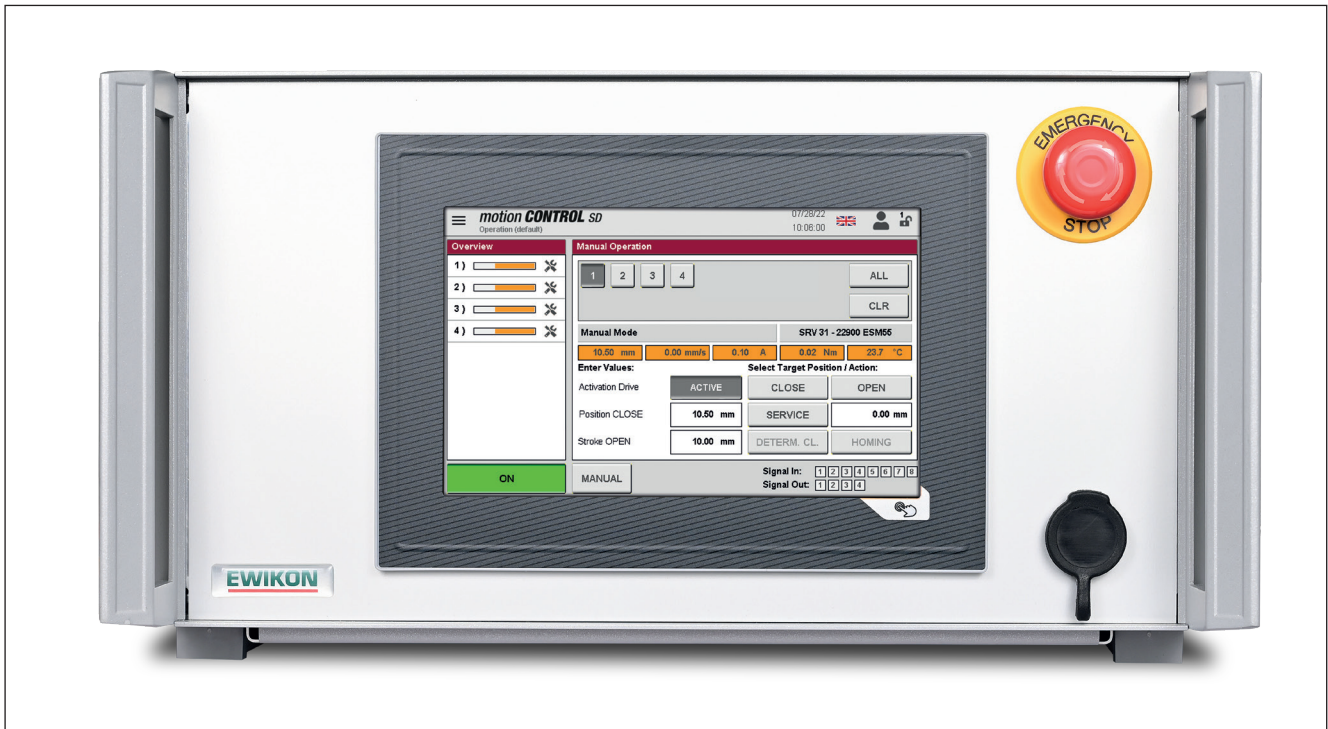 EMERGENCY
STOP
motion CONTROL SD
Operation (default)
07/28/22
10:06:00
1
Overview
1)
2)
3)
4)
Manual Operation
1 2 3 4 ALL
CLR
Manual Mode SRV 31 - 22900 ESM55
10.50 mm 0.00 mm/s 0.10 A 0.02 Nm 23.7 °C
Enter Values: Select Target Position / Action:
Activation Drive ACTIVE CLOSE OPEN
Position CLOSE 10.50 mm SERVICE 0.00 mm
Stroke OPEN 10.00 mm DETERM. CL. HOMING
ON MANUAL
Signal In: 1 2 3 4 5 6 7 8
Signal Out: 1 2 3 4
EWIKON